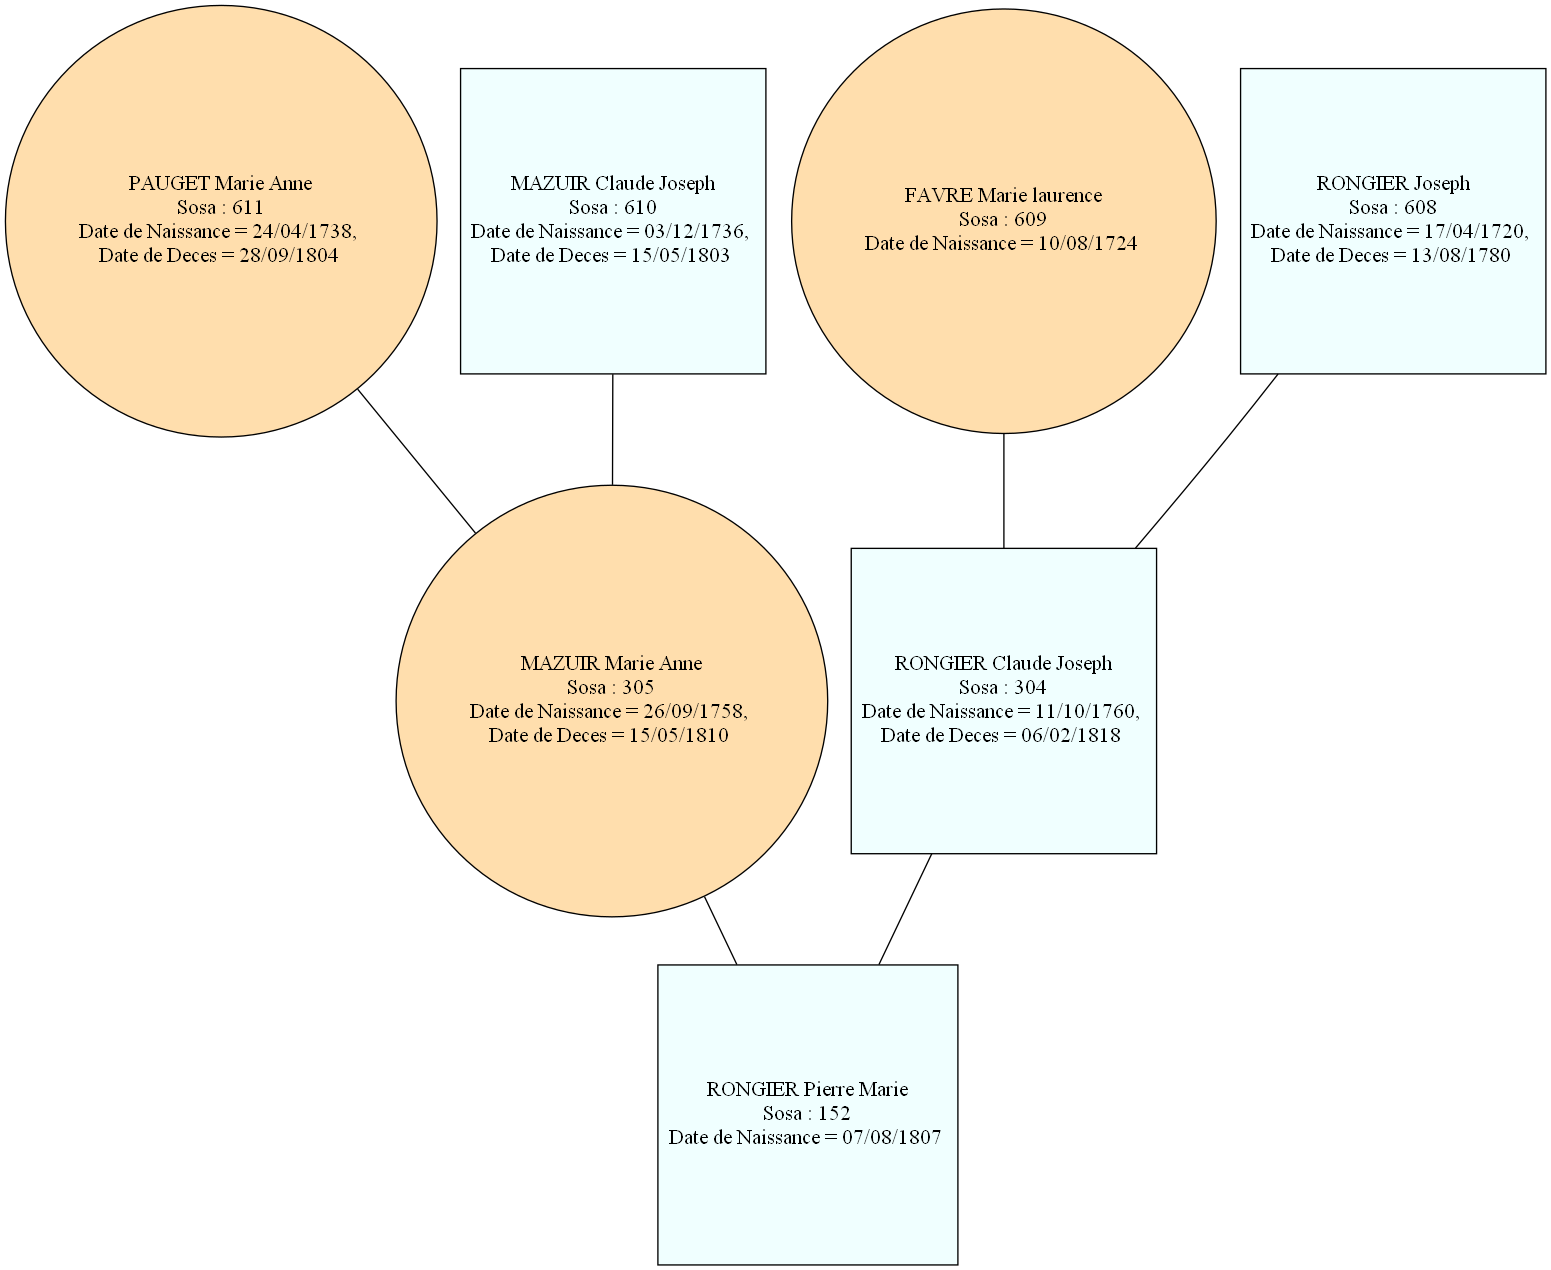 PAUGET Marie Anne
Sosa : 611
Date de Naissance = 24/04/1738,
Date de Deces = 28/09/1804
MAZUIR Claude Joseph
Sosa : 610
Date de Naissance = 03/12/1736,
Date de Deces = 15/05/1803
FAVRE Marie laurence
Sosa : 609
Date de Naissance = 10/08/1724
RONGIER Joseph
Sosa : 608
Date de Naissance = 17/04/1720,
Date de Deces = 13/08/1780
MAZUIR Marie Anne
Sosa : 305
Date de Naissance = 26/09/1758,
Date de Deces = 15/05/1810
RONGIER Claude Joseph
Sosa : 304
Date de Naissance = 11/10/1760,
Date de Deces = 06/02/1818
RONGIER Pierre Marie
Sosa : 152
Date de Naissance = 07/08/1807